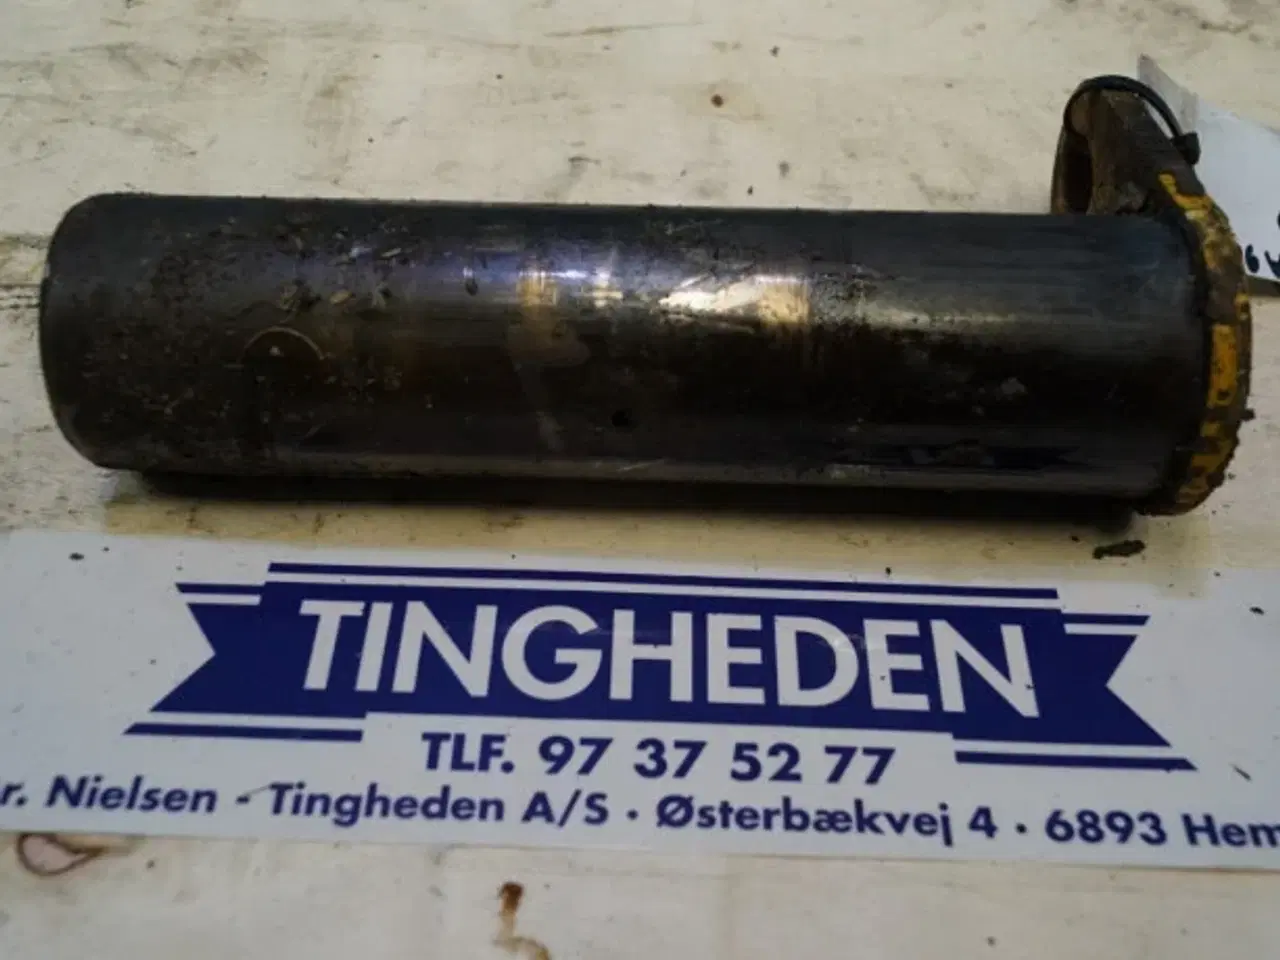 TINGHEDEN
TLF. 97 37 52 77
r. Nielsen - Tingheden A/S · Østerbækvej 4 · 6893 Hem